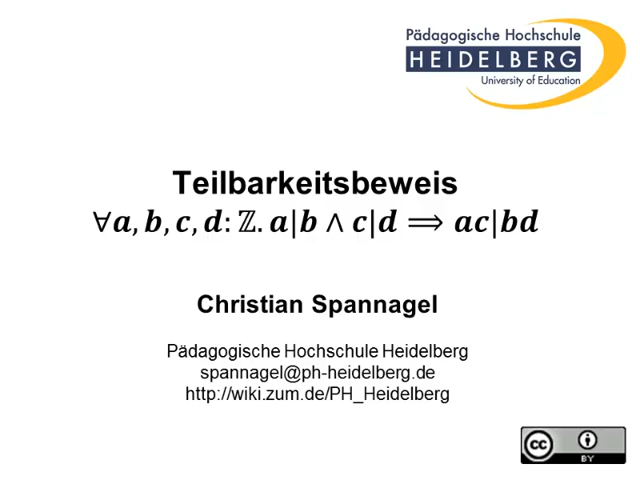 Pädagogische Hochschule
HEIDELBERG
University of Education
Teilbarkeitsbeweis
∀a, b, c, d: ℤ. a|b ∧ c|d ⟹ ac|bd
Christian Spannagel
Pädagogische Hochschule Heidelberg
spannagel@ph-heidelberg.de
http://wiki.zum.de/PH_Heidelberg
cc
BY